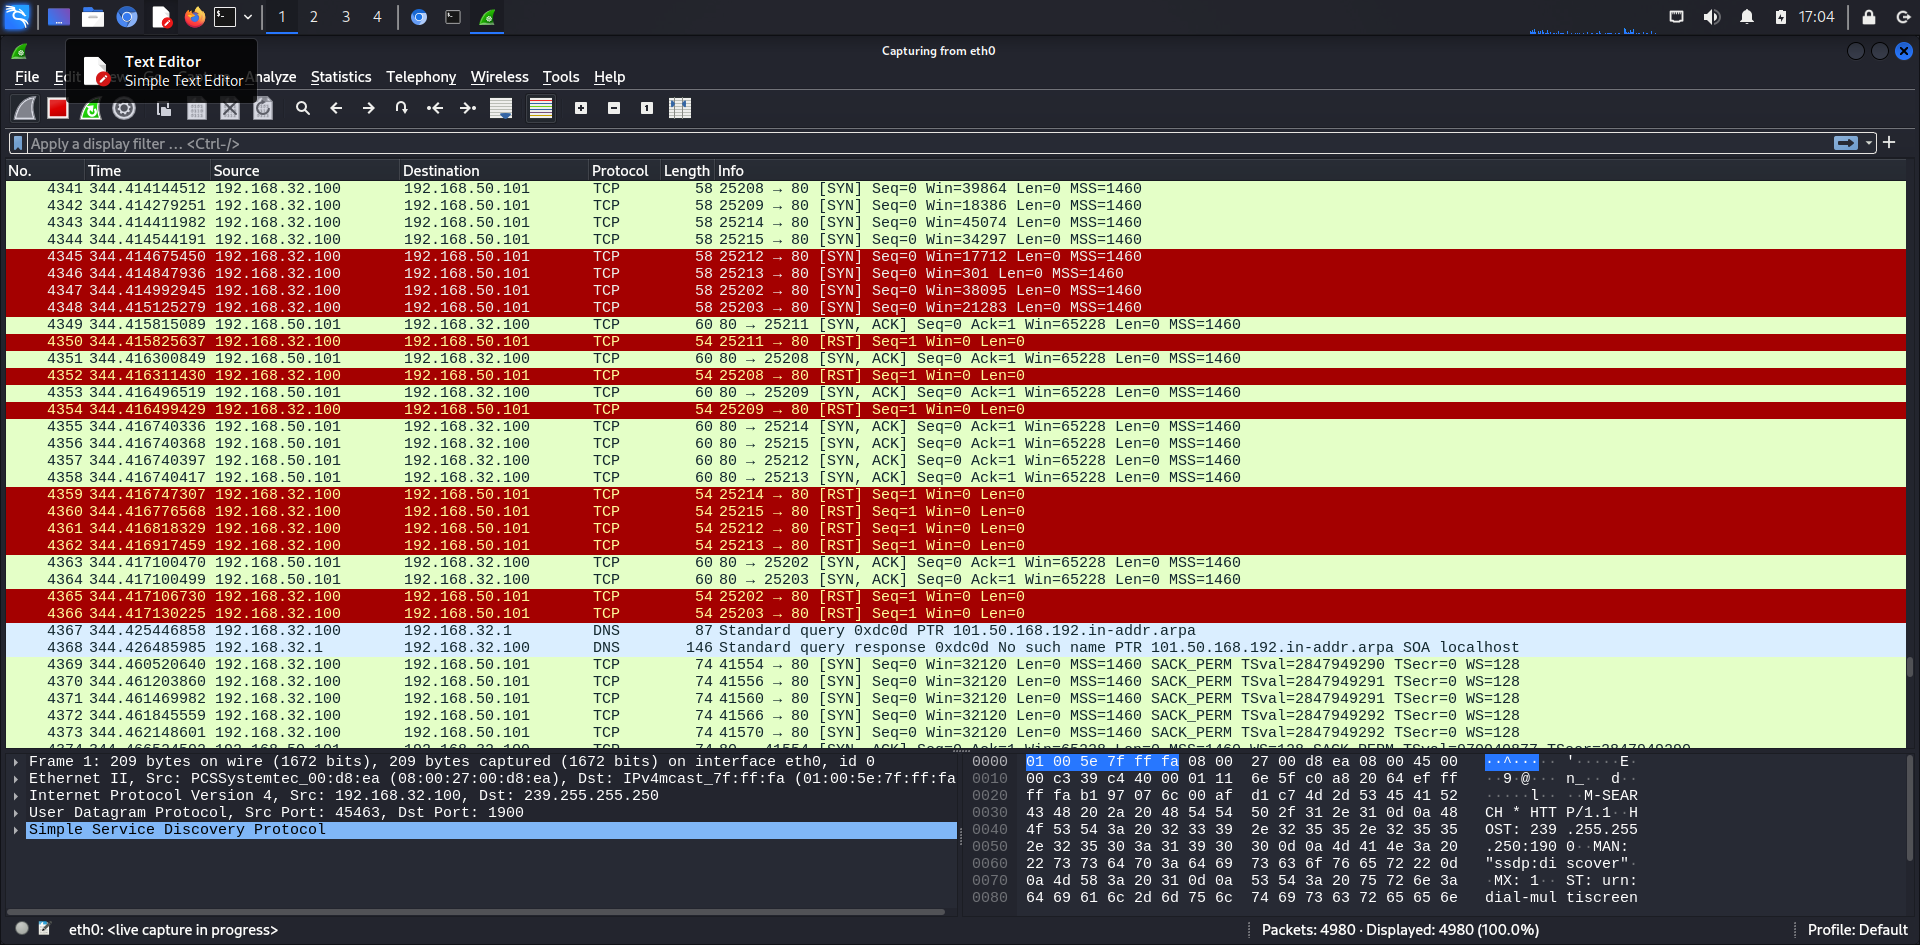 1 2 3 4 17:04
Capturing from eth0
Text Editor
Simple Text Editor
File Analyze Statistics Telephony Wireless Tools Help
Apply a display filter … <Ctrl-/>
No. Time Source Destination Protocol Length Info
4341 344.414144512 192.168.32.100 192.168.50.101 TCP 58 25208 → 80 [SYN] Seq=0 Win=39864 Len=0 MSS=1460
4342 344.414279251 192.168.32.100 192.168.50.101 TCP 58 25209 → 80 [SYN] Seq=0 Win=18386 Len=0 MSS=1460
4343 344.414411982 192.168.32.100 192.168.50.101 TCP 58 25214 → 80 [SYN] Seq=0 Win=45074 Len=0 MSS=1460
4344 344.414544191 192.168.32.100 192.168.50.101 TCP 58 25215 → 80 [SYN] Seq=0 Win=34297 Len=0 MSS=1460
4345 344.414675450 192.168.32.100 192.168.50.101 TCP 58 25212 → 80 [SYN] Seq=0 Win=17712 Len=0 MSS=1460
4346 344.414847936 192.168.32.100 192.168.50.101 TCP 58 25213 → 80 [SYN] Seq=0 Win=301 Len=0 MSS=1460
4347 344.414992945 192.168.32.100 192.168.50.101 TCP 58 25202 → 80 [SYN] Seq=0 Win=38095 Len=0 MSS=1460
4348 344.415125279 192.168.32.100 192.168.50.101 TCP 58 25203 → 80 [SYN] Seq=0 Win=21283 Len=0 MSS=1460
4349 344.415815089 192.168.50.101 192.168.32.100 TCP 60 80 → 25211 [SYN, ACK] Seq=0 Ack=1 Win=65228 Len=0 MSS=1460
4350 344.415825637 192.168.32.100 192.168.50.101 TCP 54 25211 → 80 [RST] Seq=1 Win=0 Len=0
4351 344.416300849 192.168.50.101 192.168.32.100 TCP 60 80 → 25208 [SYN, ACK] Seq=0 Ack=1 Win=65228 Len=0 MSS=1460
4352 344.416311430 192.168.32.100 192.168.50.101 TCP 54 25208 → 80 [RST] Seq=1 Win=0 Len=0
4353 344.416496519 192.168.50.101 192.168.32.100 TCP 60 80 → 25209 [SYN, ACK] Seq=0 Ack=1 Win=65228 Len=0 MSS=1460
4354 344.416499429 192.168.32.100 192.168.50.101 TCP 54 25209 → 80 [RST] Seq=1 Win=0 Len=0
4355 344.416740336 192.168.50.101 192.168.32.100 TCP 60 80 → 25214 [SYN, ACK] Seq=0 Ack=1 Win=65228 Len=0 MSS=1460
4356 344.416740368 192.168.50.101 192.168.32.100 TCP 60 80 → 25215 [SYN, ACK] Seq=0 Ack=1 Win=65228 Len=0 MSS=1460
4357 344.416740397 192.168.50.101 192.168.32.100 TCP 60 80 → 25212 [SYN, ACK] Seq=0 Ack=1 Win=65228 Len=0 MSS=1460
4358 344.416740417 192.168.50.101 192.168.32.100 TCP 60 80 → 25213 [SYN, ACK] Seq=0 Ack=1 Win=65228 Len=0 MSS=1460
4359 344.416747307 192.168.32.100 192.168.50.101 TCP 54 25214 → 80 [RST] Seq=1 Win=0 Len=0
4360 344.416776568 192.168.32.100 192.168.50.101 TCP 54 25215 → 80 [RST] Seq=1 Win=0 Len=0
4361 344.416818329 192.168.32.100 192.168.50.101 TCP 54 25212 → 80 [RST] Seq=1 Win=0 Len=0
4362 344.416917459 192.168.32.100 192.168.50.101 TCP 54 25213 → 80 [RST] Seq=1 Win=0 Len=0
4363 344.417100470 192.168.50.101 192.168.32.100 TCP 60 80 → 25202 [SYN, ACK] Seq=0 Ack=1 Win=65228 Len=0 MSS=1460
4364 344.417100499 192.168.50.101 192.168.32.100 TCP 60 80 → 25203 [SYN, ACK] Seq=0 Ack=1 Win=65228 Len=0 MSS=1460
4365 344.417106730 192.168.32.100 192.168.50.101 TCP 54 25202 → 80 [RST] Seq=1 Win=0 Len=0
4366 344.417130225 192.168.32.100 192.168.50.101 TCP 54 25203 → 80 [RST] Seq=1 Win=0 Len=0
4367 344.425446858 192.168.32.100 192.168.32.1 DNS 87 Standard query 0xdc0d PTR 101.50.168.192.in-addr.arpa
4368 344.426485985 192.168.32.1 192.168.32.100 DNS 146 Standard query response 0xdc0d No such name PTR 101.50.168.192.in-addr.arpa SOA localhost
4369 344.460520640 192.168.32.100 192.168.50.101 TCP 74 41554 → 80 [SYN] Seq=0 Win=32120 Len=0 MSS=1460 SACK_PERM TSval=2847949290 TSecr=0 WS=128
4370 344.461203860 192.168.32.100 192.168.50.101 TCP 74 41556 → 80 [SYN] Seq=0 Win=32120 Len=0 MSS=1460 SACK_PERM TSval=2847949291 TSecr=0 WS=128
4371 344.461469982 192.168.32.100 192.168.50.101 TCP 74 41560 → 80 [SYN] Seq=0 Win=32120 Len=0 MSS=1460 SACK_PERM TSval=2847949291 TSecr=0 WS=128
4372 344.461845559 192.168.32.100 192.168.50.101 TCP 74 41566 → 80 [SYN] Seq=0 Win=32120 Len=0 MSS=1460 SACK_PERM TSval=2847949292 TSecr=0 WS=128
4373 344.462148601 192.168.32.100 192.168.50.101 TCP 74 41570 → 80 [SYN] Seq=0 Win=32120 Len=0 MSS=1460 SACK_PERM TSval=2847949292 TSecr=0 WS=128
Frame 1: 209 bytes on wire (1672 bits), 209 bytes captured (1672 bits) on interface eth0, id 0
Ethernet II, Src: PCSSystemtec_00:d8:ea (08:00:27:00:d8:ea), Dst: IPv4mcast_7f:ff:fa (01:00:5e:7f:ff:fa
Internet Protocol Version 4, Src: 192.168.32.100, Dst: 239.255.255.250
User Datagram Protocol, Src Port: 45463, Dst Port: 1900
Simple Service Discovery Protocol
0000 01 00 5e 7f ff fa 08 00 27 00 d8 ea 08 00 45 00 ··^····· '·····E·
0010 00 c3 39 c4 40 00 01 11 6e 5f c0 a8 20 64 ef ff ··9·@··· n_·· d··
0020 ff fa b1 97 07 6c 00 af d1 c7 4d 2d 53 45 41 52 ·····l·· ··M-SEAR
0030 43 48 20 2a 20 48 54 54 50 2f 31 2e 31 0d 0a 48 CH * HTT P/1.1··H
0040 4f 53 54 3a 20 32 33 39 2e 32 35 35 2e 32 35 35 OST: 239 .255.255
0050 2e 32 35 30 3a 31 39 30 30 0d 0a 4d 41 4e 3a 20 .250:190 0··MAN:
0060 22 73 73 64 70 3a 64 69 73 63 6f 76 65 72 22 0d "ssdp:di scover"·
0070 0a 4d 58 3a 20 31 0d 0a 53 54 3a 20 75 72 6e 3a ·MX: 1·· ST: urn:
0080 64 69 61 6c 2d 6d 75 6c 74 69 73 63 72 65 65 6e dial-mul tiscreen
eth0: <live capture in progress> Packets: 4980 · Displayed: 4980 (100.0%) Profile: Default